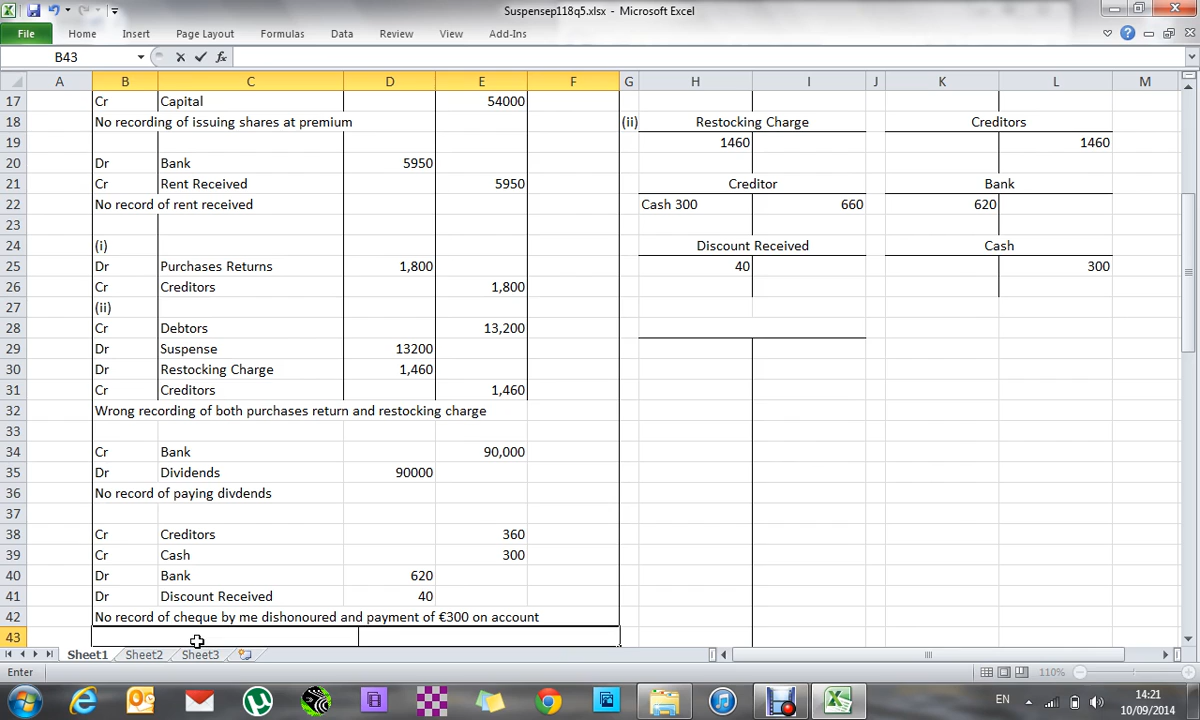 Suspensep118q5.xlsx - Microsoft Excel
File Home Insert Page Layout Formulas Data Review View Add-Ins
B43 fx
A B C D E F G H I J K L M
17 Cr Capital 54000
18 No recording of issuing shares at premium (ii) Restocking Charge Creditors
19 1460 1460
20 Dr Bank 5950
21 Cr Rent Received 5950 Creditor Bank
22 No record of rent received Cash 300 660 620
23
24 (i) Discount Received Cash
25 Dr Purchases Returns 1,800 40 300
26 Cr Creditors 1,800
27 (ii)
28 Cr Debtors 13,200
29 Dr Suspense 13200
30 Dr Restocking Charge 1,460
31 Cr Creditors 1,460
32 Wrong recording of both purchases return and restocking charge
33
34 Cr Bank 90,000
35 Dr Dividends 90000
36 No record of paying divdends
37
38 Cr Creditors 360
39 Cr Cash 300
40 Dr Bank 620
41 Dr Discount Received 40
42 No record of cheque by me dishonoured and payment of €300 on account
43
Sheet1 Sheet2 Sheet3
Enter 110%
EN 14:21
10/09/2014